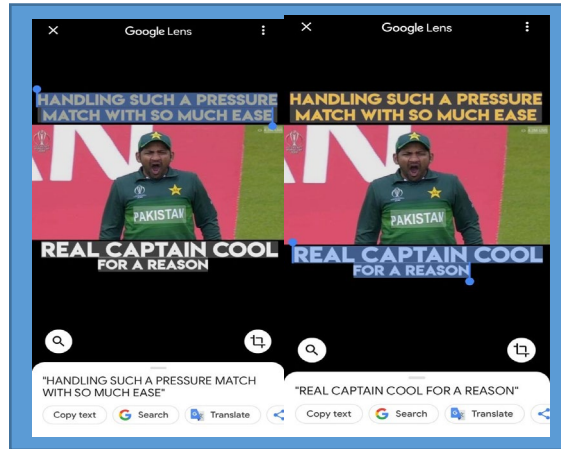 Google Lens
HANDLING SUCH A PRESSURE
MATCH WITH SO MUCH EASE
PAKISTAN
REAL CAPTAIN COOL
FOR A REASON
"HANDLING SUCH A PRESSURE MATCH
WITH SO MUCH EASE"
Copy text
Search
Translate
Google Lens
HANDLING SUCH A PRESSURE
MATCH WITH SO MUCH EASE
PAKISTAN
REAL CAPTAIN COOL
FOR A REASON
"REAL CAPTAIN COOL FOR A REASON"
Copy text
Search
Translate